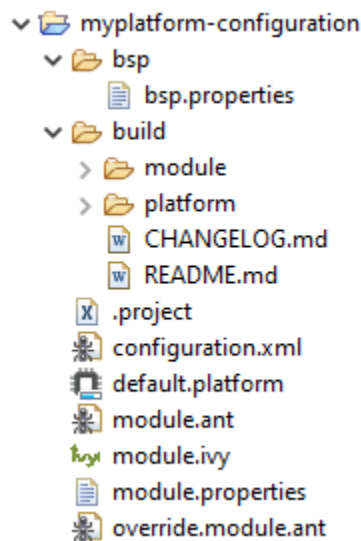 myplatform-configuration
bsp
bsp.properties
build
module
platform
CHANGELOG.md
README.md
.project
configuration.xml
default.platform
module.ant
module.ivy
module.properties
override.module.ant